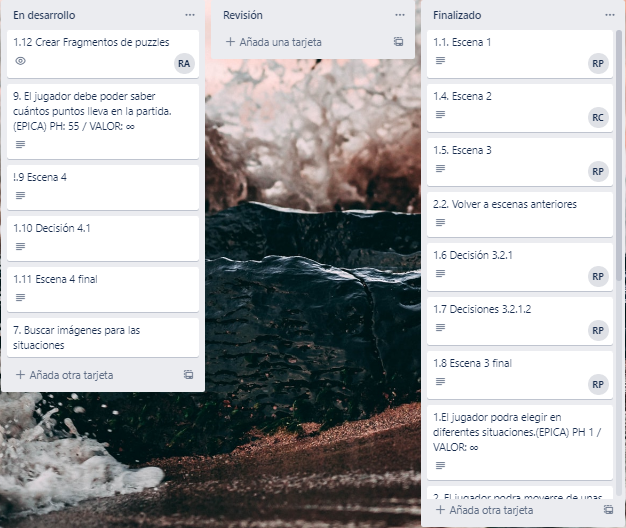 En desarrollo
1.12 Crear Fragmentos de puzzles
RA
9. El jugador debe poder saber
cuántos puntos lleva en la partida.
(EPICA) PH: 55 / VALOR: ∞
!.9 Escena 4
1.10 Decisión 4.1
1.11 Escena 4 final
7. Buscar imágenes para las
situaciones
+ Añada otra tarjeta
Revisión
+ Añada una tarjeta
Finalizado
1.1. Escena 1
RP
1.4. Escena 2
RC
1.5. Escena 3
RP
2.2. Volver a escenas anteriores
1.6 Decisión 3.2.1
RP
1.7 Decisiones 3.2.1.2
RP
1.8 Escena 3 final
RP
1.El jugador podra elegir en
diferentes situaciones.(EPICA) PH 1 /
VALOR: ∞
2. El jugador podra moverse de unas
+ Añada otra tarjeta